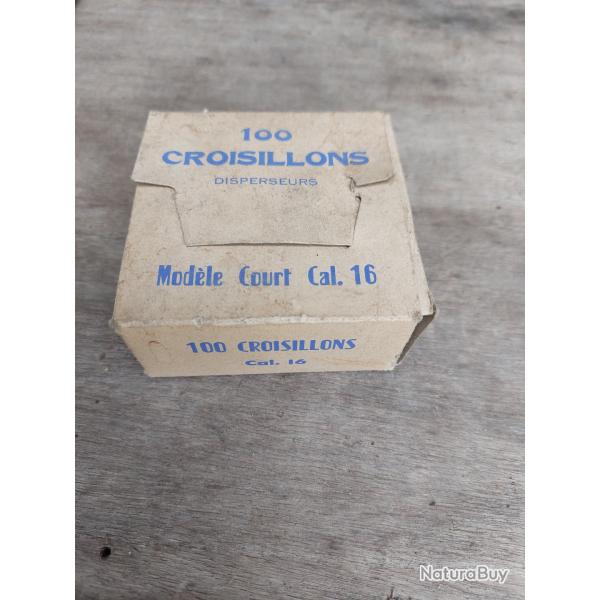 100
CROISILLONS
DISPERSEURS
Modèle Court Cal. 16
100 CROISILLONS
Cal. 16
NaturaBuy